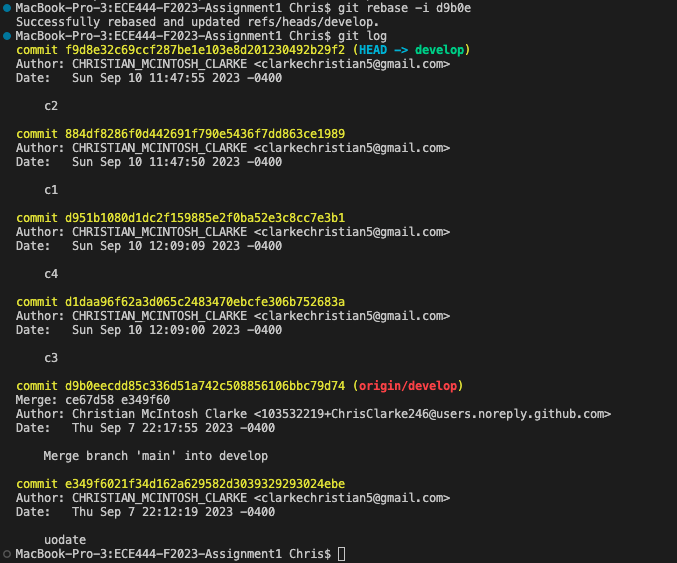 MacBook-Pro-3:ECE444-F2023-Assignment1 Chris$ git rebase -i d9b0e
Successfully rebased and updated refs/heads/develop.
MacBook-Pro-3:ECE444-F2023-Assignment1 Chris$ git log
commit f9d8e32c69ccf287be1e103e8d201230492b29f2 (HEAD -> develop)
Author: CHRISTIAN_MCINTOSH_CLARKE <clarkechristian5@gmail.com>
Date:   Sun Sep 10 11:47:55 2023 -0400
c2
commit 884df8286f0d442691f790e5436f7dd863ce1989
Author: CHRISTIAN_MCINTOSH_CLARKE <clarkechristian5@gmail.com>
Date:   Sun Sep 10 11:47:50 2023 -0400
c1
commit d951b1080d1dc2f159885e2f0ba52e3c8cc7e3b1
Author: CHRISTIAN_MCINTOSH_CLARKE <clarkechristian5@gmail.com>
Date:   Sun Sep 10 12:09:09 2023 -0400
c4
commit d1daa96f62a3d065c2483470ebcfe306b752683a
Author: CHRISTIAN_MCINTOSH_CLARKE <clarkechristian5@gmail.com>
Date:   Sun Sep 10 12:09:00 2023 -0400
c3
commit d9b0eecdd85c336d51a742c508856106bbc79d74 (origin/develop)
Merge: ce67d58 e349f60
Author: Christian McIntosh Clarke <103532219+ChrisClarke246@users.noreply.github.com>
Date:   Thu Sep 7 22:17:55 2023 -0400
Merge branch 'main' into develop
commit e349f6021f34d162a629582d3039329293024ebe
Author: CHRISTIAN_MCINTOSH_CLARKE <clarkechristian5@gmail.com>
Date:   Thu Sep 7 22:12:19 2023 -0400
uodate
MacBook-Pro-3:ECE444-F2023-Assignment1 Chris$